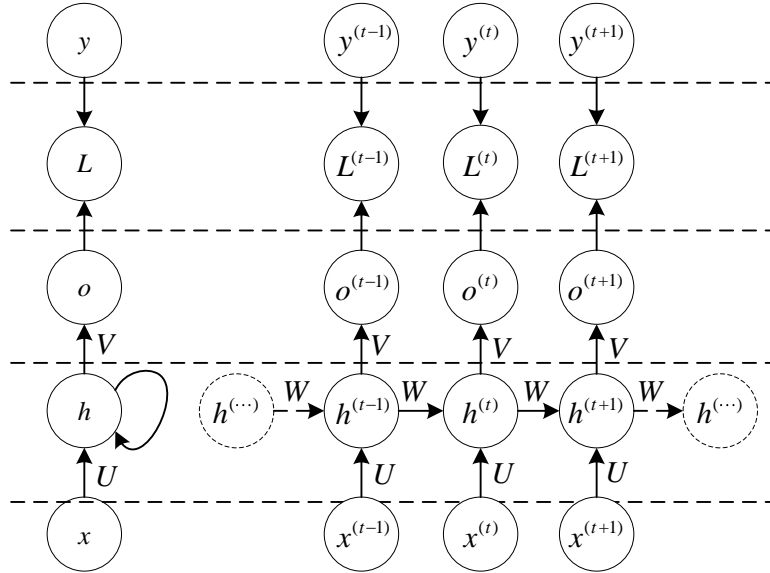 y y^(t−1) y^(t) y^(t+1)
L L^(t−1) L^(t) L^(t+1)
o o^(t−1) o^(t) o^(t+1)
V V V V
W W W W
h h^(⋯) h^(t−1) h^(t) h^(t+1) h^(⋯)
U U U U
x x^(t−1) x^(t) x^(t+1)